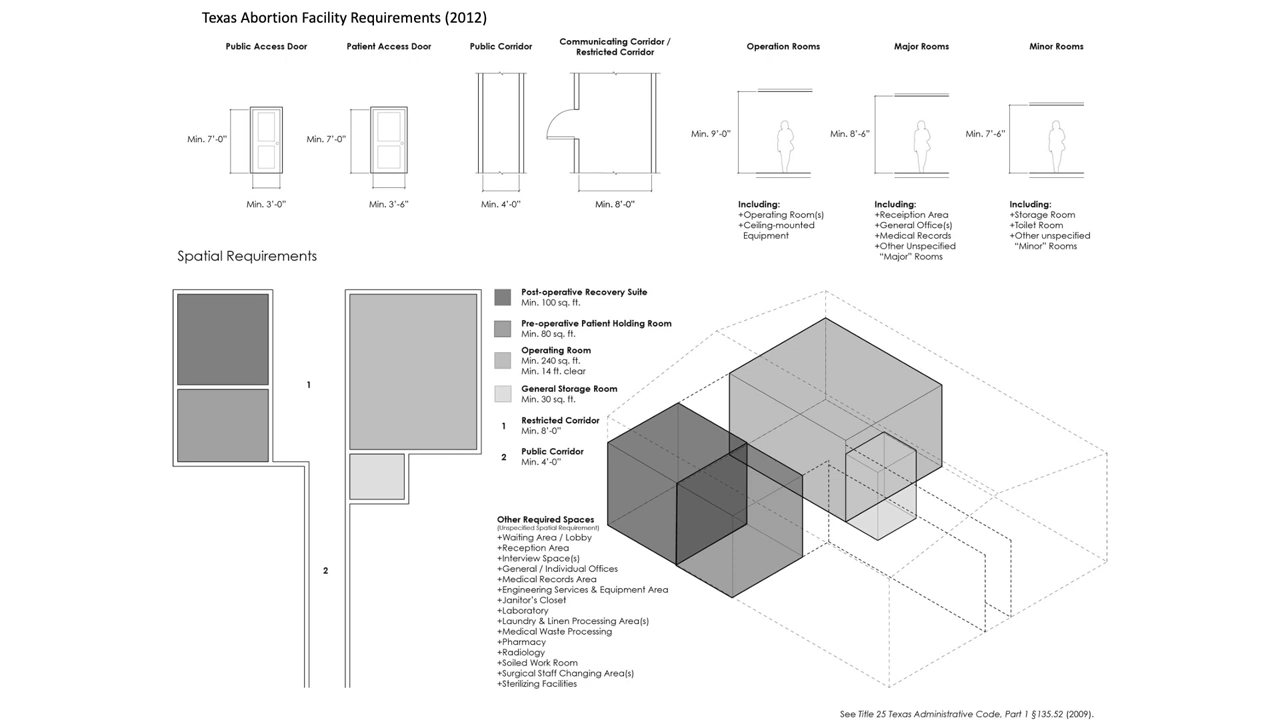 Texas Abortion Facility Requirements (2012)
Public Access Door
Patient Access Door
Public Corridor
Communicating Corridor /
Restricted Corridor
Operation Rooms
Major Rooms
Minor Rooms
Min. 7'-0"
Min. 7'-0"
Min. 9'-0"
Min. 8'-6"
Min. 7'-6"
Min. 3'-0"
Min. 3'-6"
Min. 4'-0"
Min. 8'-0"
Including:
+Operating Room(s)
+Ceiling-mounted
Equipment
Including:
+Receiption Area
+General Office(s)
+Medical Records
+Other Unspecified
"Major" Rooms
Including:
+Storage Room
+Toilet Room
+Other unspecified
"Minor" Rooms
Spatial Requirements
1
2
Post-operative Recovery Suite
Min. 100 sq. ft.
Pre-operative Patient Holding Room
Min. 80 sq. ft.
Operating Room
Min. 240 sq. ft.
Min. 14 ft. clear
General Storage Room
Min. 30 sq. ft.
1 Restricted Corridor
Min. 8'-0"
2 Public Corridor
Min. 4'-0"
Other Required Spaces
(Unspecified Spatial Requirement)
+Waiting Area / Lobby
+Reception Area
+Interview Space(s)
+General / Individual Offices
+Medical Records Area
+Engineering Services & Equipment Area
+Janitor's Closet
+Laboratory
+Laundry & Linen Processing Area(s)
+Medical Waste Processing
+Pharmacy
+Radiology
+Soiled Work Room
+Surgical Staff Changing Area(s)
+Sterilizing Facilities
See Title 25 Texas Administrative Code, Part 1 §135.52 (2009).